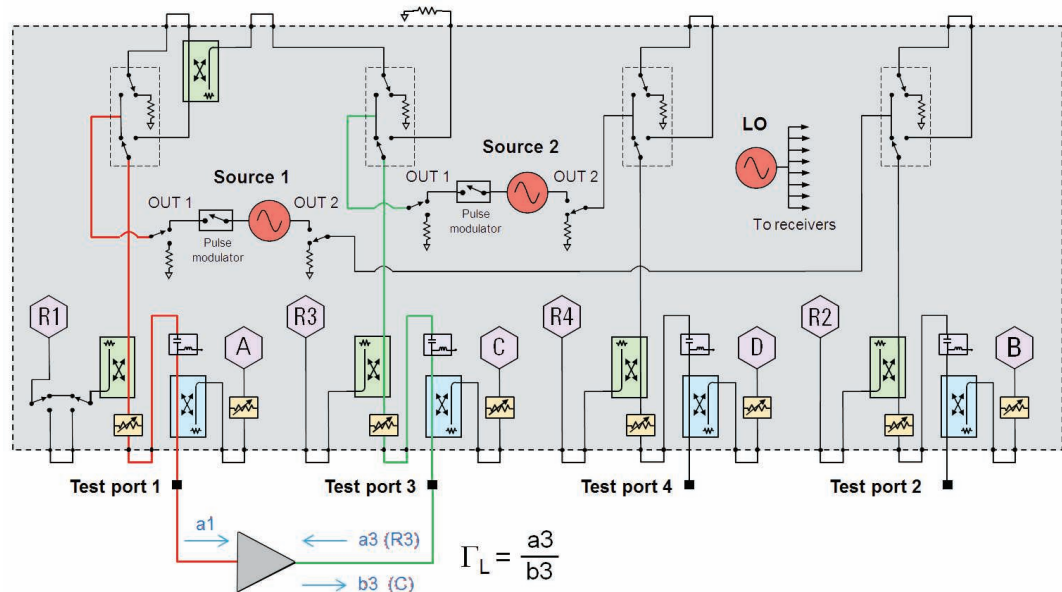 Source 1
OUT 1
OUT 2
Pulse
modulator
Source 2
OUT 1
OUT 2
Pulse
modulator
LO
To receivers
R1
A
R3
C
R4
D
R2
B
Test port 1
Test port 3
Test port 4
Test port 2
a1
a3 (R3)
b3 (C)
Γ_L = a3
b3